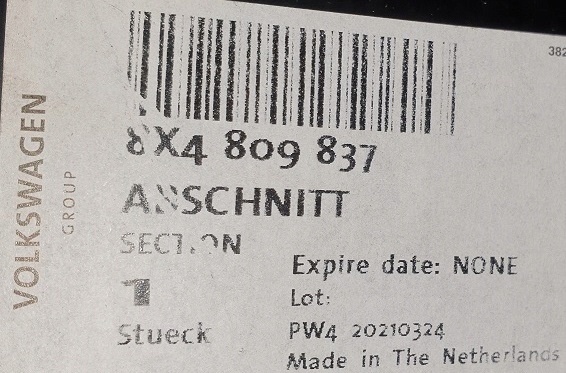 382
8X4 809 837
ABSCHNITT
SECTION
1
Stueck
Expire date: NONE
Lot:
PW4 20210324
Made in The Netherlands
VOLKSWAGEN
GROUP